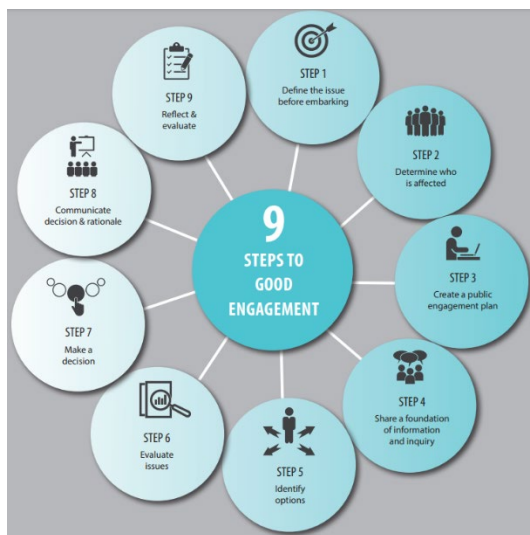 9
STEPS TO
GOOD
ENGAGEMENT
STEP 1
Define the issue
before embarking
STEP 2
Determine who
is affected
STEP 3
Create a public
engagement plan
STEP 4
Share a foundation
of information
and inquiry
STEP 5
Identify
options
STEP 6
Evaluate
issues
STEP 7
Make a
decision
STEP 8
Communicate
decision & rationale
STEP 9
Reflect &
evaluate